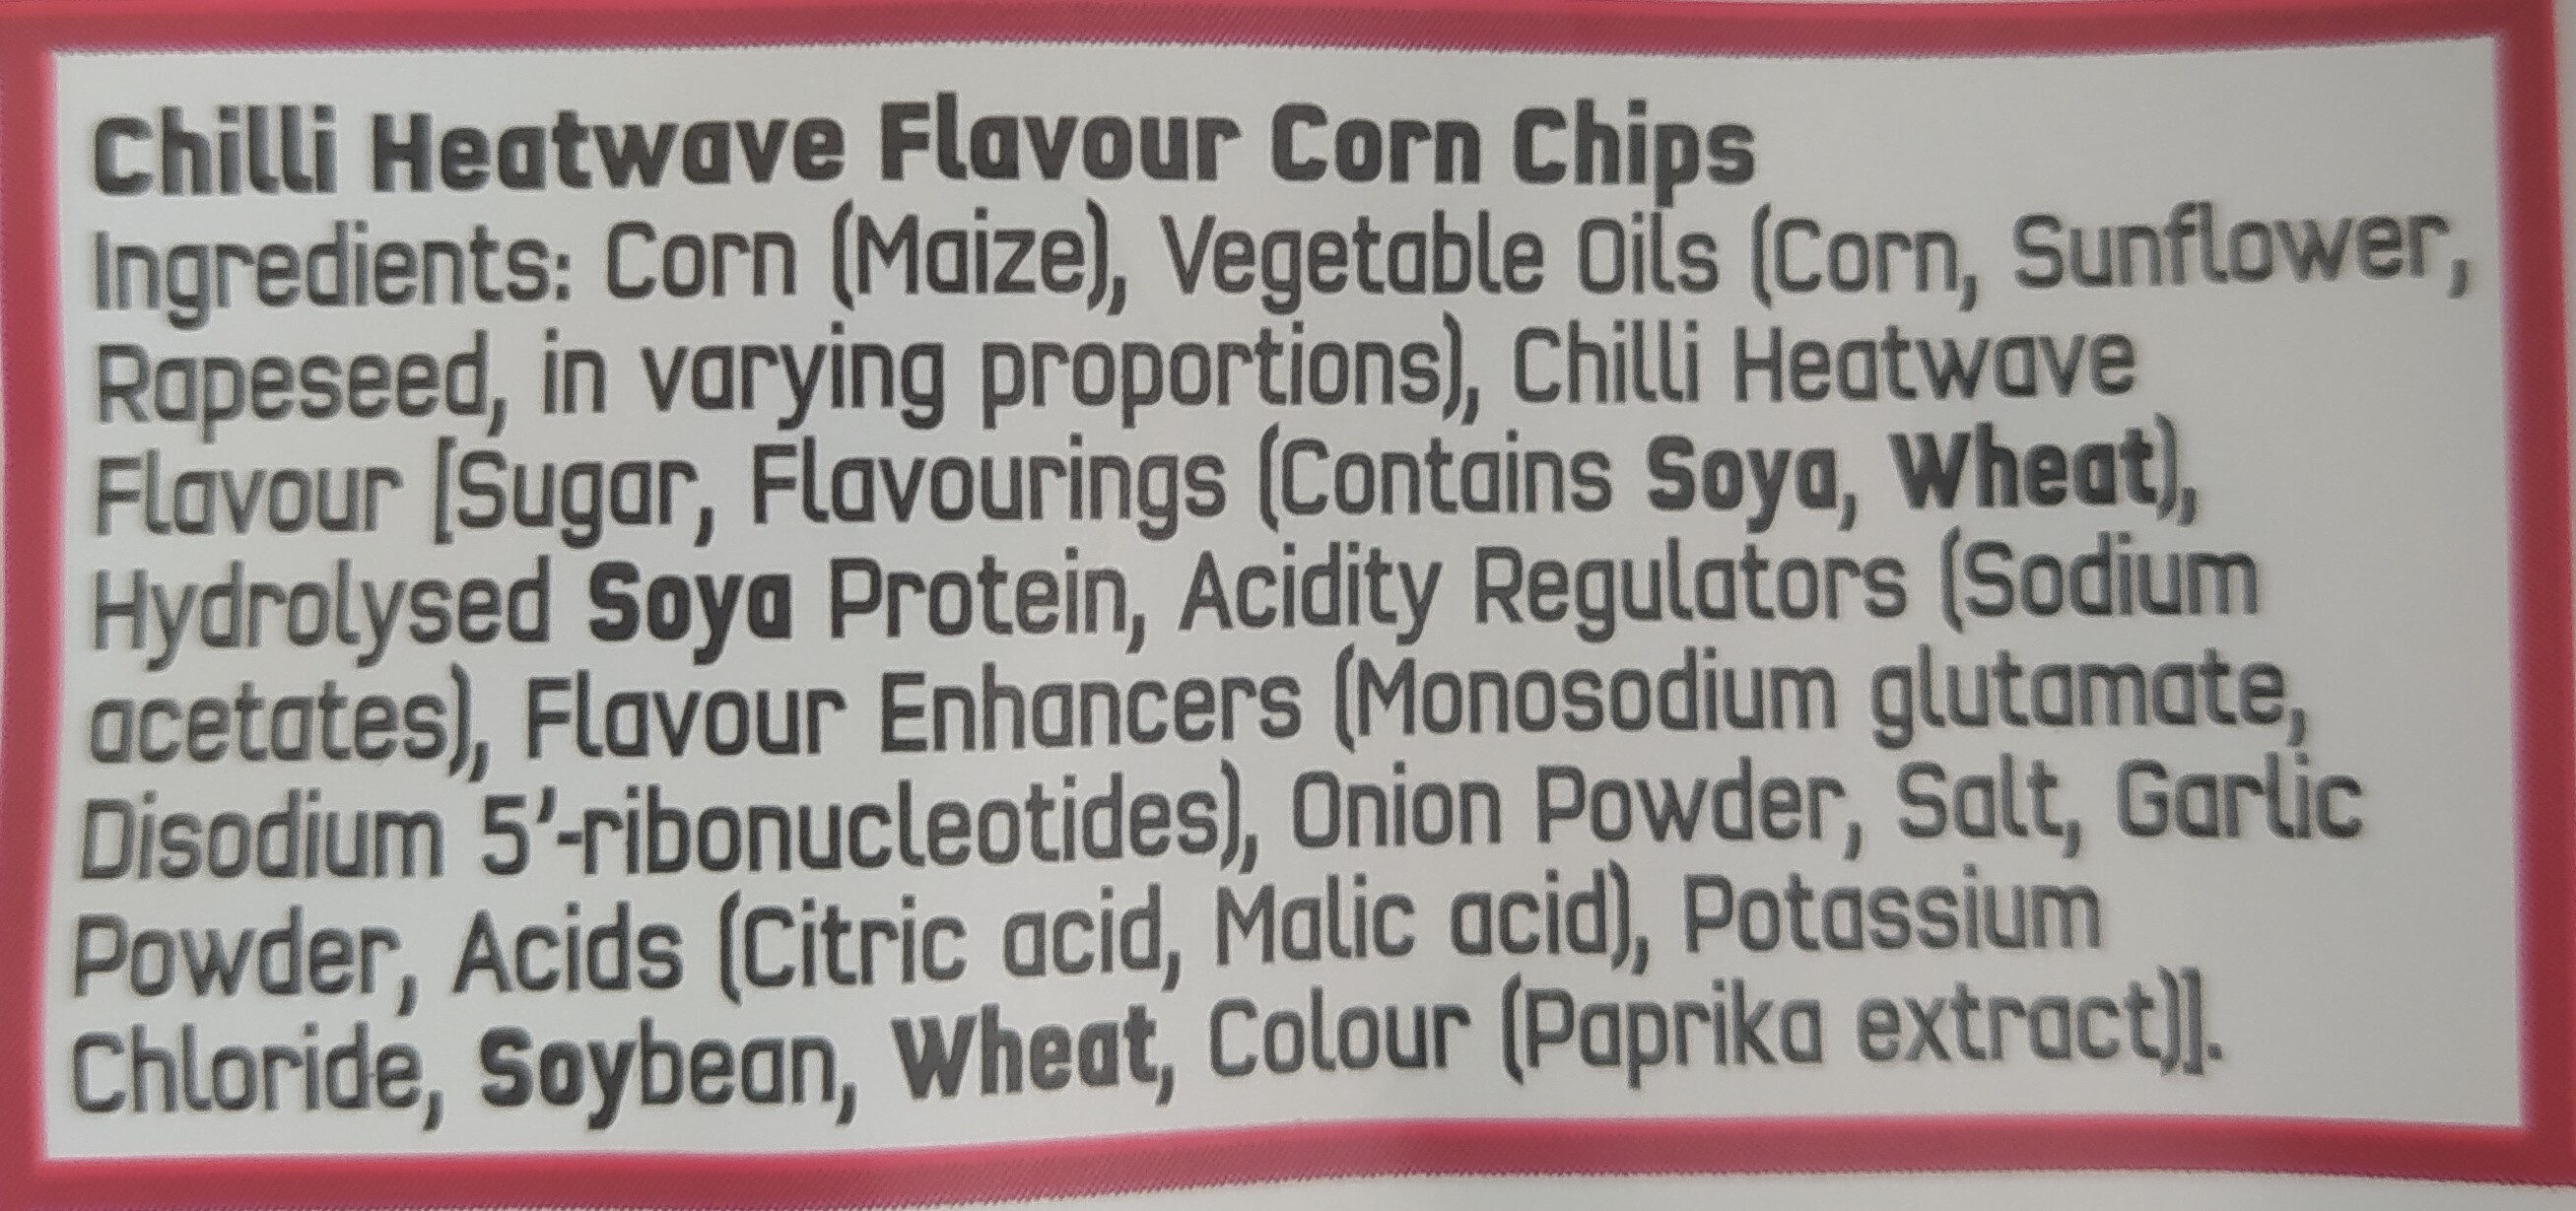 Chilli Heatwave Flavour Corn Chips
Ingredients: Corn (Maize), Vegetable Oils (Corn, Sunflower,
Rapeseed, in varying proportions), Chilli Heatwave
Flavour [Sugar, Flavourings (Contains Soya, Wheat),
Hydrolysed Soya Protein, Acidity Regulators (Sodium
acetates), Flavour Enhancers (Monosodium glutamate,
Disodium 5'-ribonucleotides), Onion Powder, Salt, Garlic
Powder, Acids (Citric acid, Malic acid), Potassium
Chloride, Soybean, Wheat, Colour (Paprika extract)].